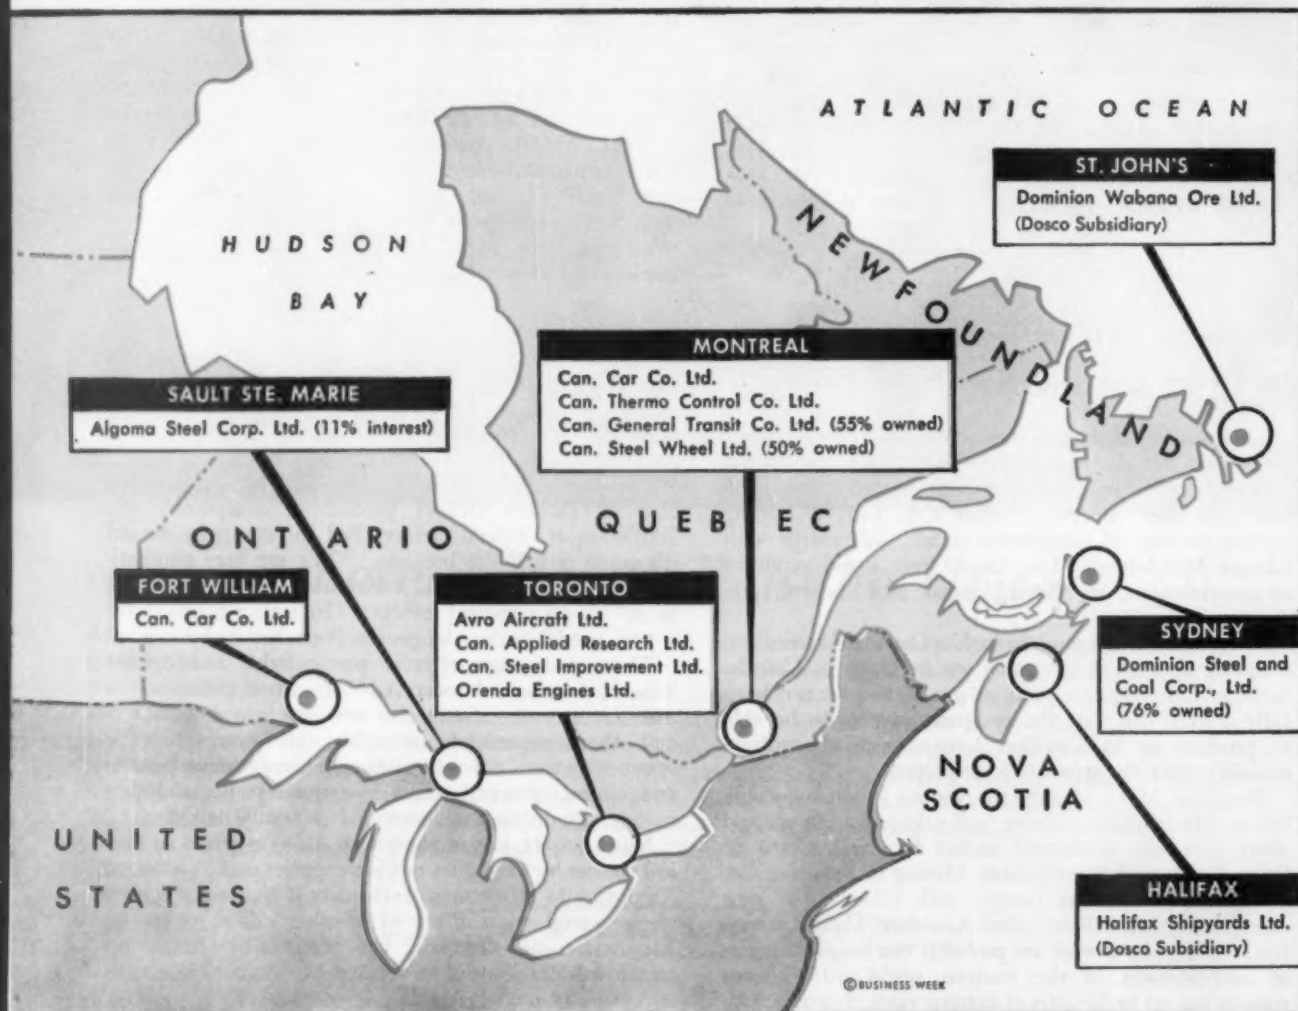 ATLANTIC OCEAN
ST. JOHN'S
Dominion Wabana Ore Ltd.
(Dosco Subsidiary)
HUDSON
BAY
NEWFOUNDLAND
MONTREAL
Can. Car Co. Ltd.
Can. Thermo Control Co. Ltd.
Can. General Transit Co. Ltd. (55% owned)
Can. Steel Wheel Ltd. (50% owned)
SAULT STE. MARIE
Algoma Steel Corp. Ltd. (11% interest)
ONTARIO
QUEBEC
FORT WILLIAM
Can. Car Co. Ltd.
TORONTO
Avro Aircraft Ltd.
Can. Applied Research Ltd.
Can. Steel Improvement Ltd.
Orenda Engines Ltd.
SYDNEY
Dominion Steel and
Coal Corp., Ltd.
(76% owned)
NOVA
SCOTIA
UNITED
STATES
HALIFAX
Halifax Shipyards Ltd.
(Dosco Subsidiary)
©BUSINESS WEEK